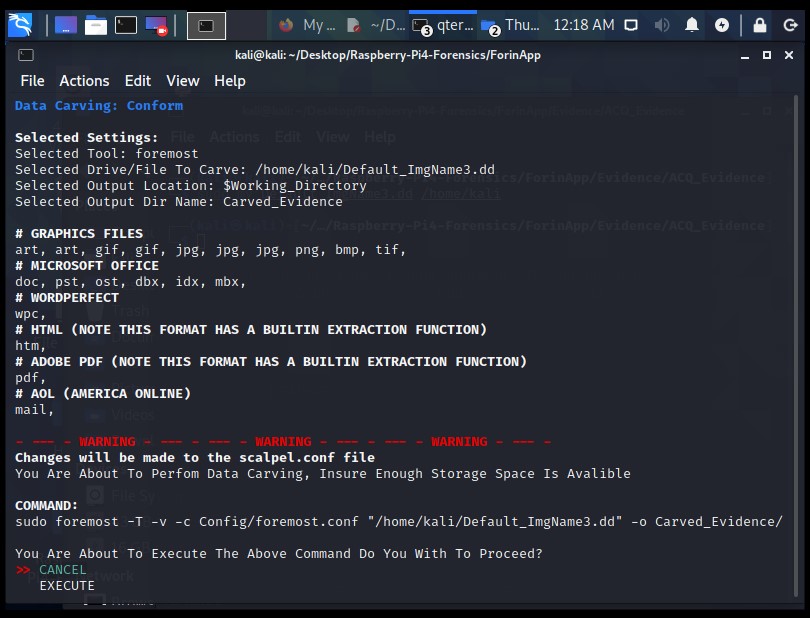 My ...
~/D...
3
qter...
2
Thu...
12:18 AM
kali@kali: ~/Desktop/Raspberry-Pi4-Forensics/ForinApp
File Actions Edit View Help
Data Carving: Conform
Selected Settings:
Selected Tool: foremost
Selected Drive/File To Carve: /home/kali/Default_ImgName3.dd
Selected Output Location: $Working_Directory
Selected Output Dir Name: Carved_Evidence
# GRAPHICS FILES
art, art, gif, gif, jpg, jpg, jpg, png, bmp, tif,
# MICROSOFT OFFICE
doc, pst, ost, dbx, idx, mbx,
# WORDPERFECT
wpc,
# HTML (NOTE THIS FORMAT HAS A BUILTIN EXTRACTION FUNCTION)
htm,
# ADOBE PDF (NOTE THIS FORMAT HAS A BUILTIN EXTRACTION FUNCTION)
pdf,
# AOL (AMERICA ONLINE)
mail,
- --- - WARNING - --- - --- - WARNING - --- - --- - WARNING - --- -
Changes will be made to the scalpel.conf file
You Are About To Perfom Data Carving, Insure Enough Storage Space Is Avalible
COMMAND:
sudo foremost -T -v -c Config/foremost.conf "/home/kali/Default_ImgName3.dd" -o Carved_Evidence/
You Are About To Execute The Above Command Do You With To Proceed?
>> CANCEL
EXECUTE